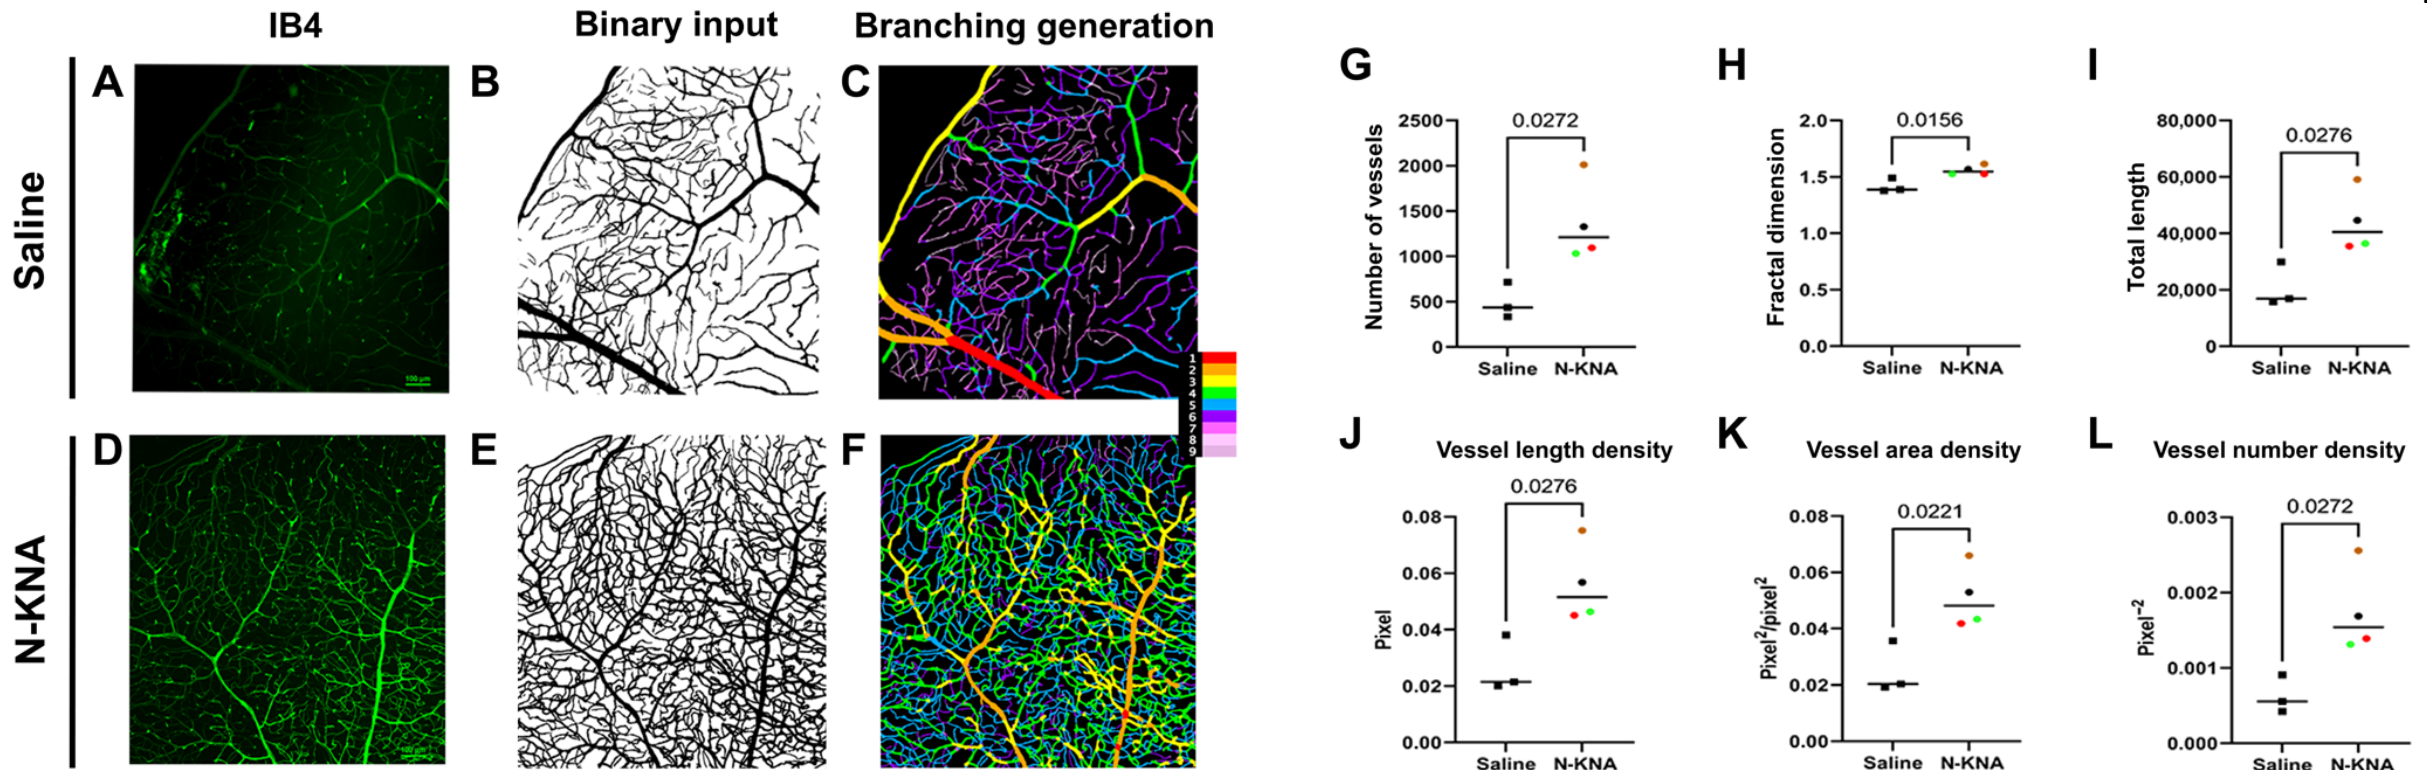 IB4
Binary input
Branching generation
Saline
A
B
C
100 µm
1
2
3
4
5
6
7
8
9
N-KNA
D
E
F
100 µm
G
Number of vessels
2500
2000
1500
1000
500
0
0.0272
Saline N-KNA
H
Fractal dimension
2.0
1.5
1.0
0.5
0.0
0.0156
Saline N-KNA
I
Total length
80,000
60,000
40,000
20,000
0
0.0276
Saline N-KNA
J
Vessel length density
Pixel
0.08
0.06
0.04
0.02
0.00
0.0276
Saline N-KNA
K
Vessel area density
Pixel²/pixel²
0.08
0.06
0.04
0.02
0.00
0.0221
Saline N-KNA
L
Vessel number density
Pixel⁻²
0.003
0.002
0.001
0.000
0.0272
Saline N-KNA